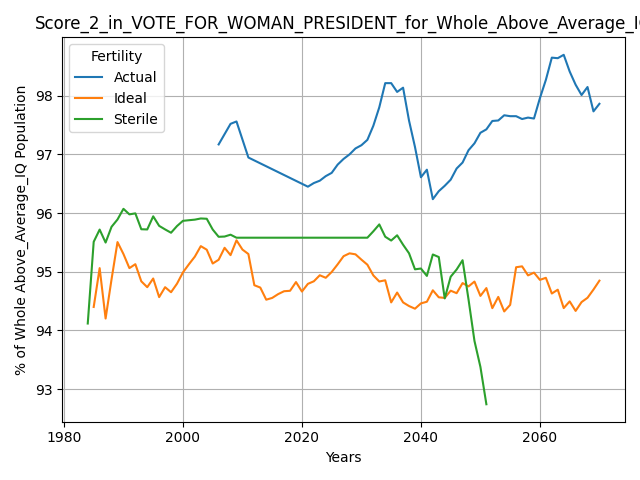 Score_2_in_VOTE_FOR_WOMAN_PRESIDENT_for_Whole_Above_Average_I
Fertility
Actual
Ideal
Sterile
% of Whole Above_Average_IQ Population
98
97
96
95
94
93
1980
2000
2020
2040
2060
Years